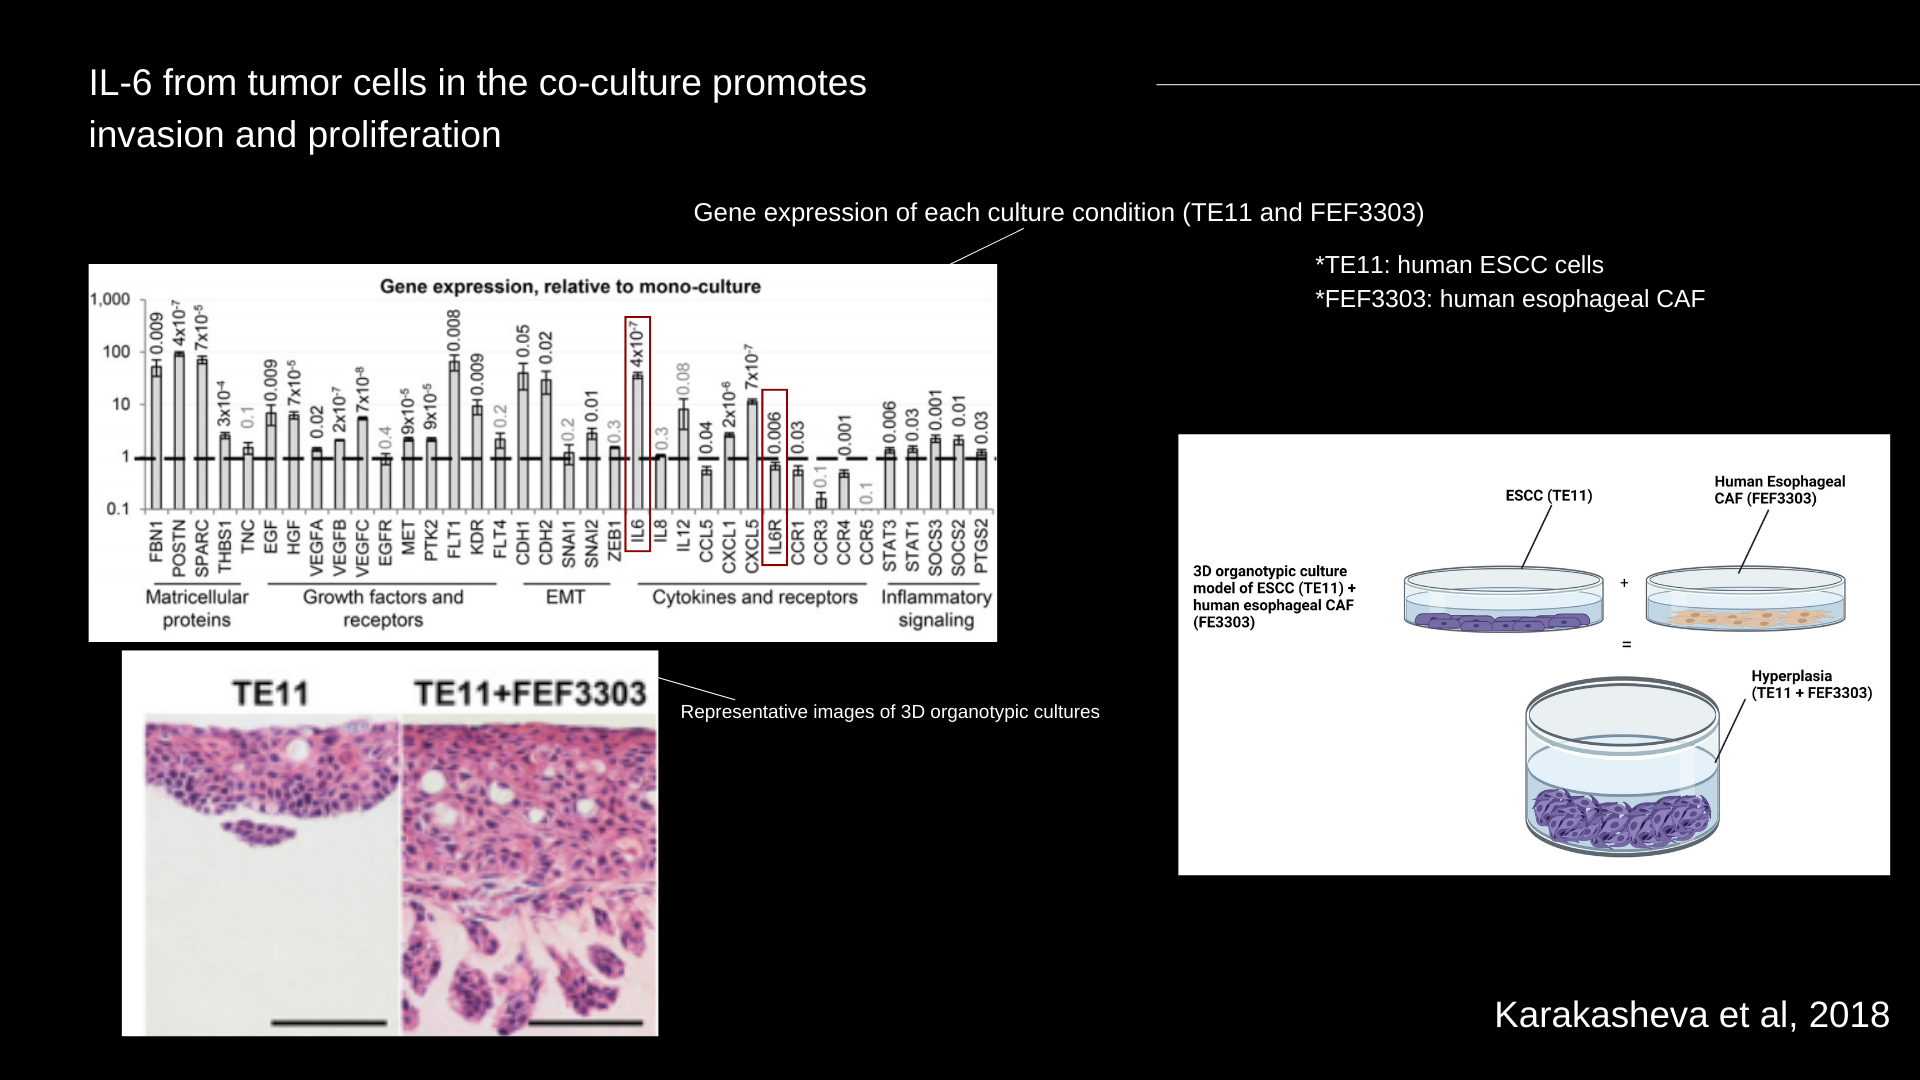 IL-6 from tumor cells in the co-culture promotes
invasion and proliferation
Gene expression of each culture condition (TE11 and FEF3303)
*TE11: human ESCC cells
*FEF3303: human esophageal CAF
Gene expression, relative to mono-culture
1,000
100
10
1
0.1
0.009 4x10⁻⁷ 7x10⁻⁵ 3x10⁻⁴ 0.1 0.009 7x10⁻⁵ 0.02 2x10⁻⁷ 7x10⁻⁸ 0.4 9x10⁻⁵ 9x10⁻⁵ 0.008 0.009 0.2 0.05 0.02 0.2 0.01 0.3 4x10⁻⁷ 0.3 0.08 0.04 2x10⁻⁶ 7x10⁻⁷ 0.006 0.03 0.1 0.001 0.1 0.006 0.03 0.001 0.01 0.03
FBN1 POSTN SPARC THBS1 TNC EGF HGF VEGFA VEGFB VEGFC EGFR MET PTK2 FLT1 KDR FLT4 CDH1 CDH2 SNAI1 SNAI2 ZEB1 IL6 IL8 IL12 CCL5 CXCL1 CXCL5 IL6R CCR1 CCR3 CCR4 CCR5 STAT3 STAT1 SOCS3 SOCS2 PTGS2
Matricellular
proteins
Growth factors and
receptors
EMT
Cytokines and receptors
Inflammatory
signaling
TE11
TE11+FEF3303
Representative images of 3D organotypic cultures
ESCC (TE11)
Human Esophageal
CAF (FEF3303)
3D organotypic culture
model of ESCC (TE11) +
human esophageal CAF
(FE3303)
+
=
Hyperplasia
(TE11 + FEF3303)
Karakasheva et al, 2018